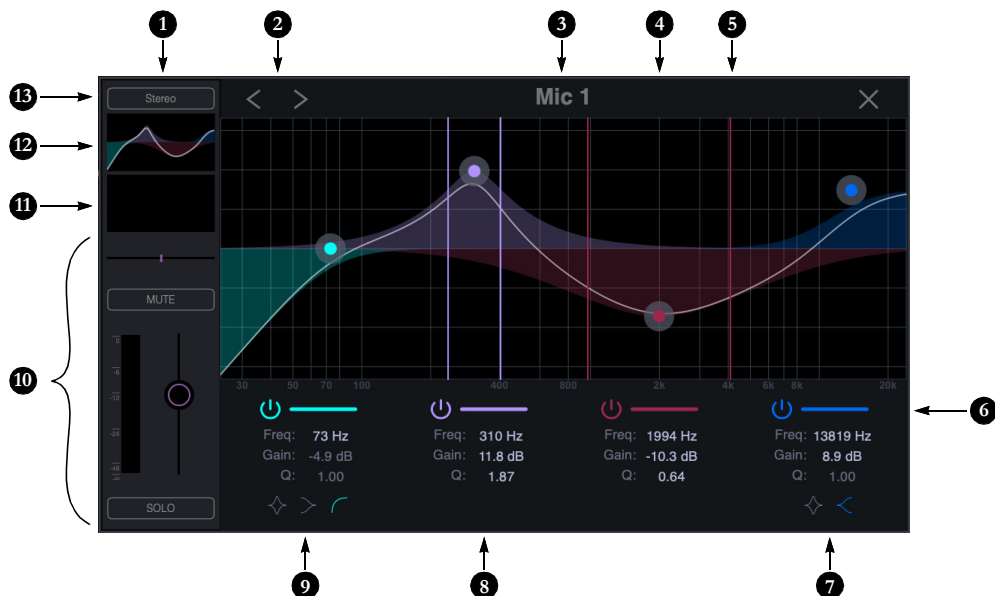 1 2 3 4 5
13 Stereo Mic 1
12
11
MUTE
10
0
-6
-12
-24
-48
-∞
SOLO
30 50 70 100 400 800 2k 4k 6k 8k 20k
6
Freq: 73 Hz
Gain: -4.9 dB
Q: 1.00
Freq: 310 Hz
Gain: 11.8 dB
Q: 1.87
Freq: 1994 Hz
Gain: -10.3 dB
Q: 0.64
Freq: 13819 Hz
Gain: 8.9 dB
Q: 1.00
9 8 7